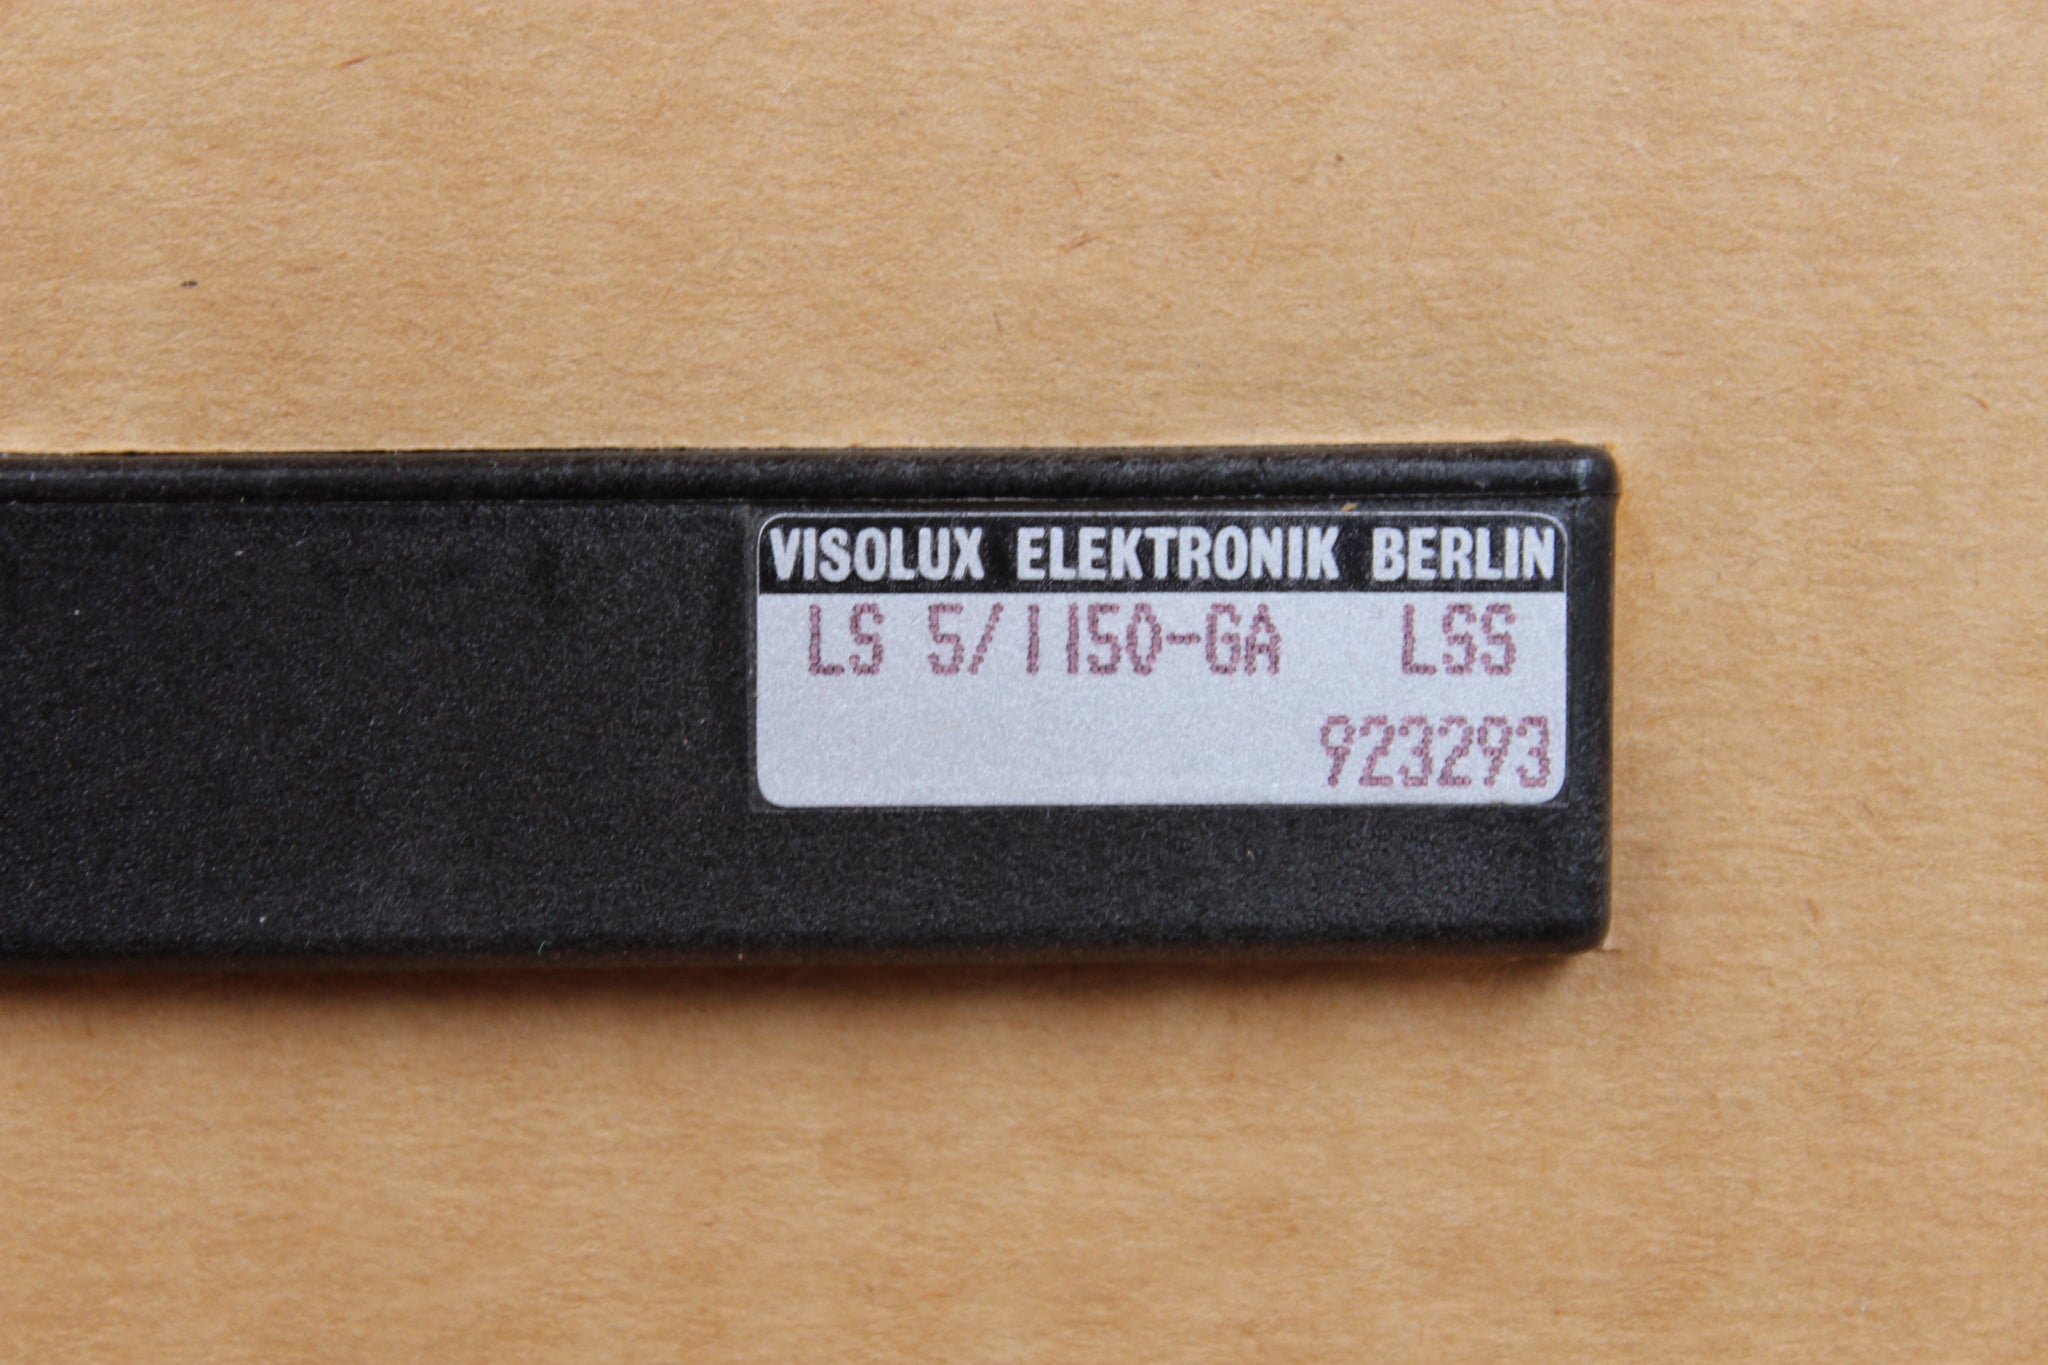 VISOLUX ELEKTRONIK BERLIN
LS 5/1150-GA LSS
923293